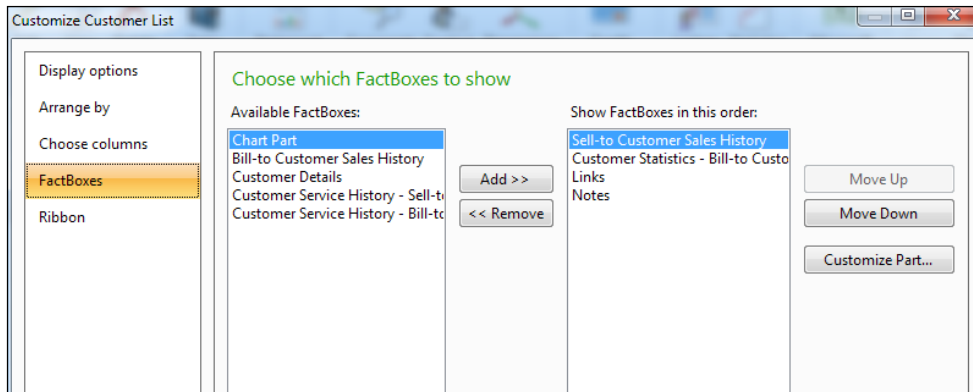 Customize Customer List
Display options
Arrange by
Choose columns
FactBoxes
Ribbon
Choose which FactBoxes to show
Available FactBoxes:
Chart Part
Bill-to Customer Sales History
Customer Details
Customer Service History - Sell-t
Customer Service History - Bill-tc
Add >>
<< Remove
Show FactBoxes in this order:
Sell-to Customer Sales History
Customer Statistics - Bill-to Custo
Links
Notes
Move Up
Move Down
Customize Part...